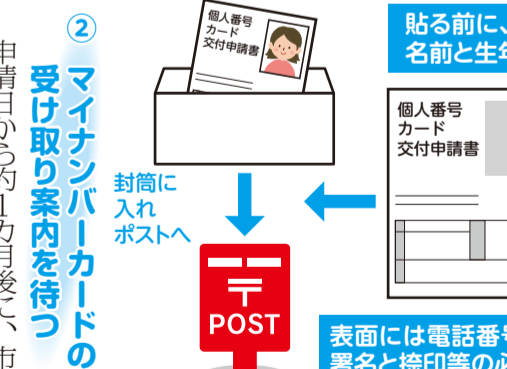 貼る前に、
名前と生年
個人番号
カード
交付申請書
個人番号
カード
交付申請書
封筒に
入れ
ポストへ
〒
POST
表面には電話番号
署名と捺印等の必
② マイナンバーカードの
受け取り案内を待つ
申請日から約1カ月後に、市